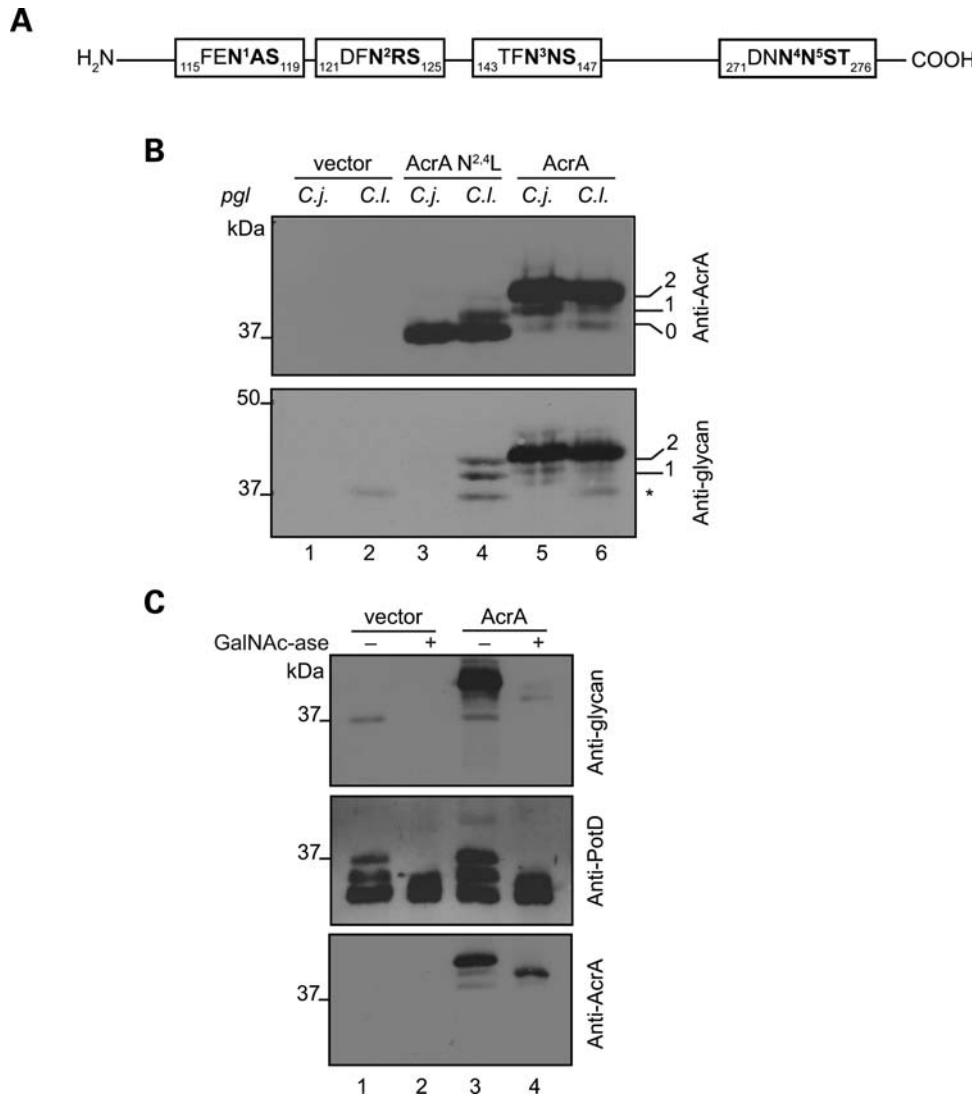 A
H₂N 115FEN¹AS119 121DFN²RS125 143TFN³NS147 271DNN⁴N⁵ST276 COOH
B
vector AcrA N²,⁴L AcrA
pgl C.j. C.l. C.j. C.l. C.j. C.l.
kDa
2
1
37 0
Anti-AcrA
50
2
1
37 *
Anti-glycan
1 2 3 4 5 6
C
vector AcrA
GalNAc-ase – + – +
kDa
37
Anti-glycan
37
Anti-PotD
37
Anti-AcrA
1 2 3 4